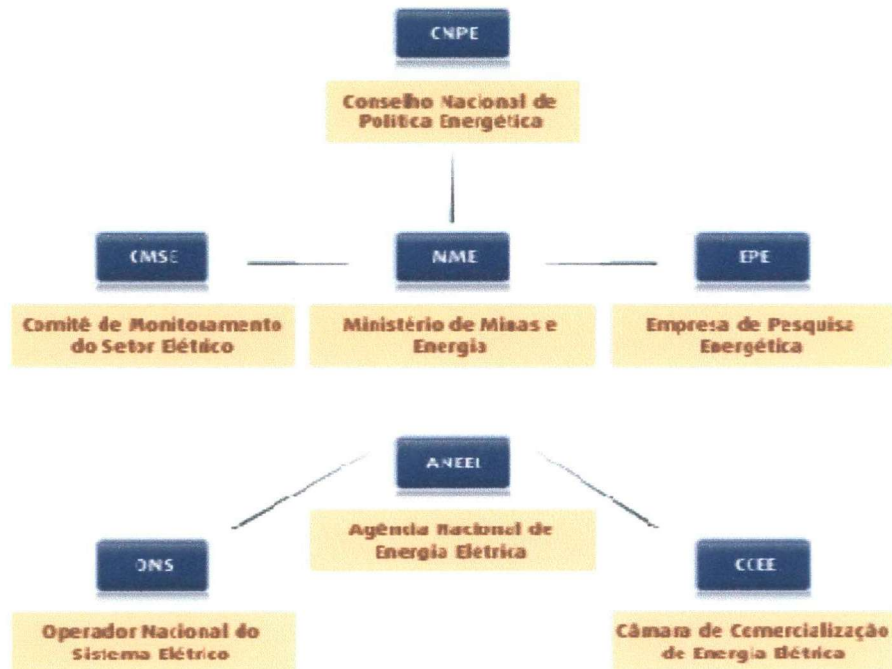 CNPE
Conselho Nacional de
Política Energética
CMSE
MME
EPE
Comitê de Monitoramento
do Setor Elétrico
Ministério de Minas e
Energia
Empresa de Pesquisa
Energética
ANEEL
Agência Nacional de
Energia Elétrica
ONS
CCEE
Operador Nacional do
Sistema Elétrico
Câmara de Comercialização
de Energia Elétrica